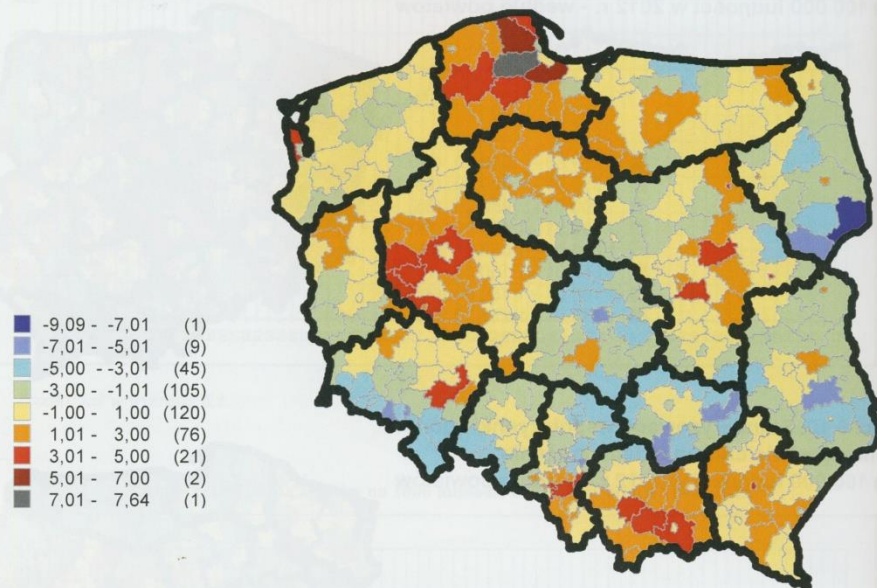 -9,09 - -7,01 (1)
-7,01 - -5,01 (9)
-5,00 - -3,01 (45)
-3,00 - -1,01 (105)
-1,00 - 1,00 (120)
1,01 - 3,00 (76)
3,01 - 5,00 (21)
5,01 - 7,00 (2)
7,01 - 7,64 (1)